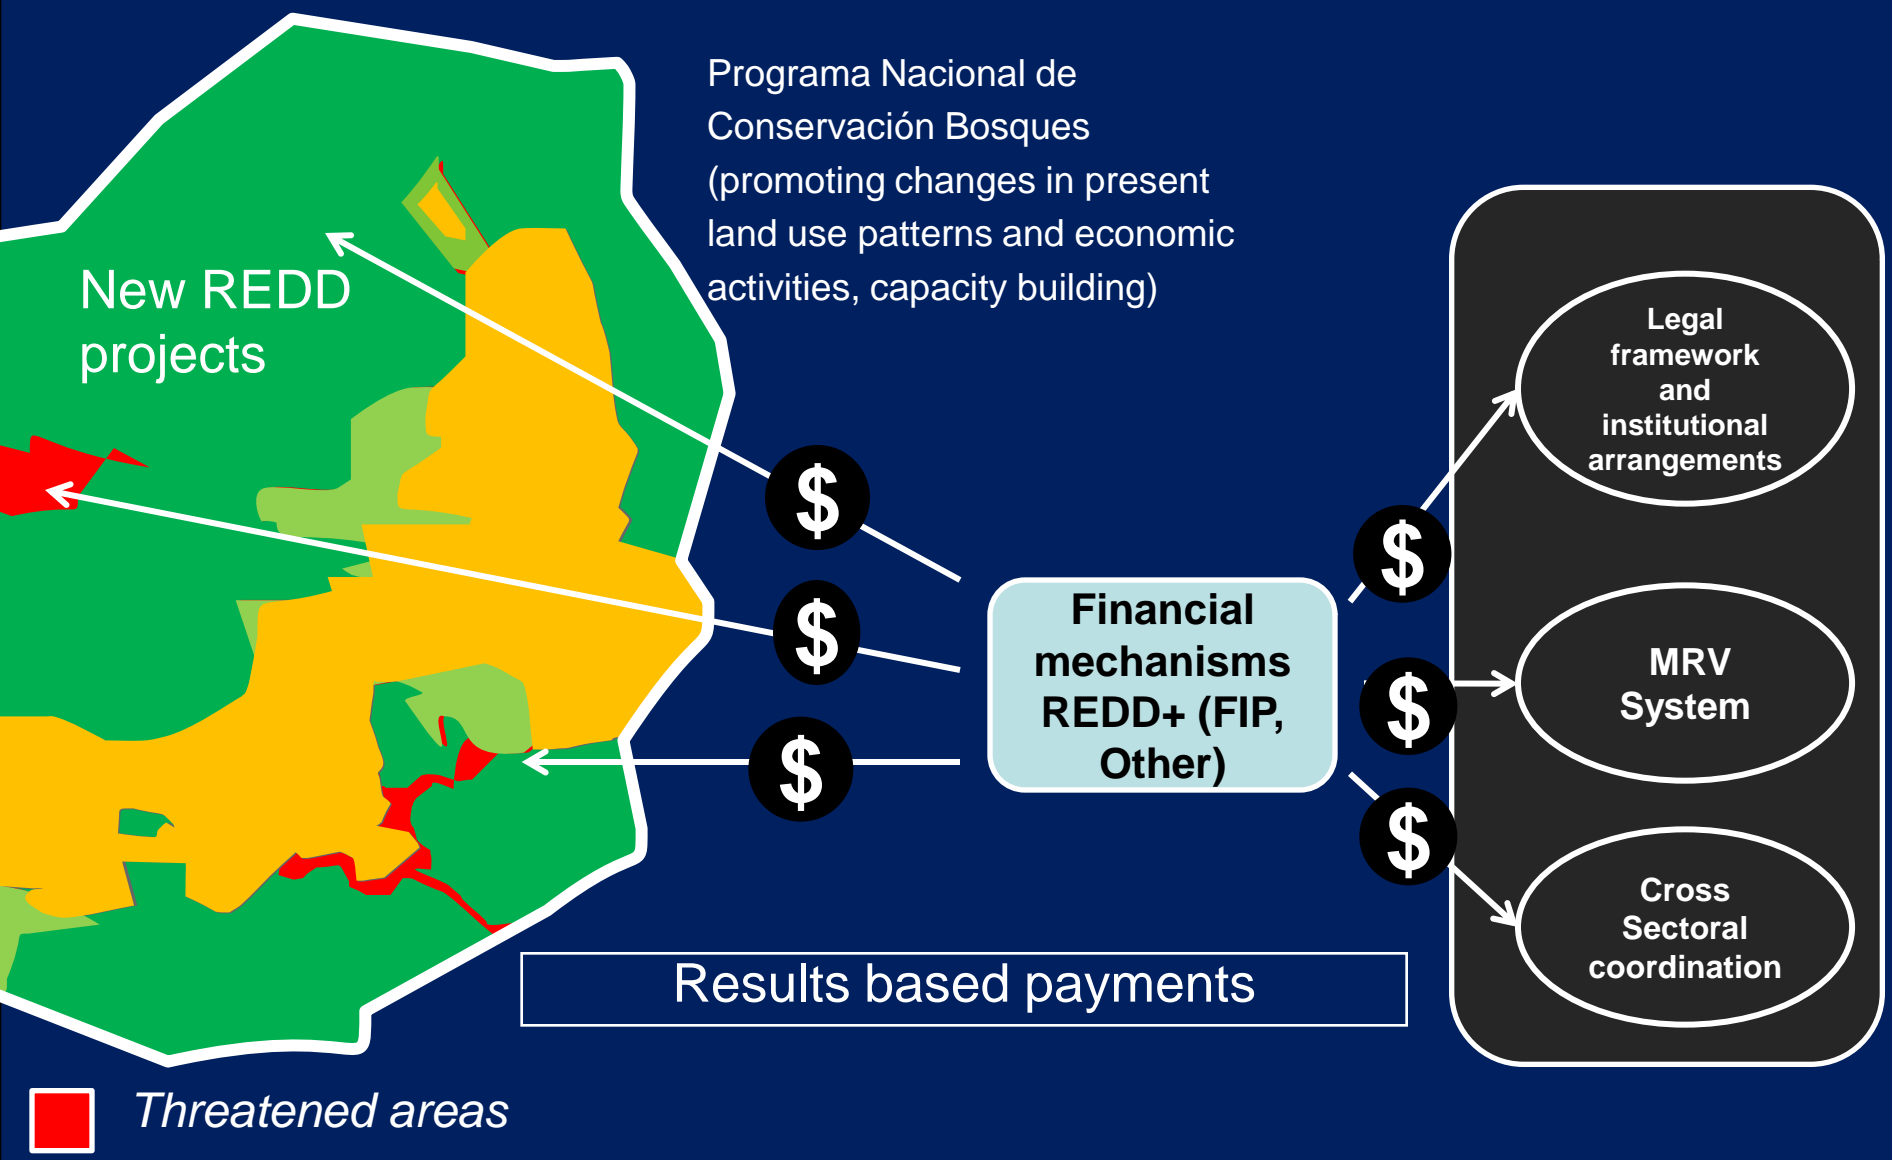 Programa Nacional de
Conservación Bosques
(promoting changes in present
land use patterns and economic
activities, capacity building)
New REDD
projects
$
$
$
Financial
mechanisms
REDD+ (FIP,
Other)
$
$
$
Legal
framework
and
institutional
arrangements
MRV
System
Cross
Sectoral
coordination
Results based payments
Threatened areas